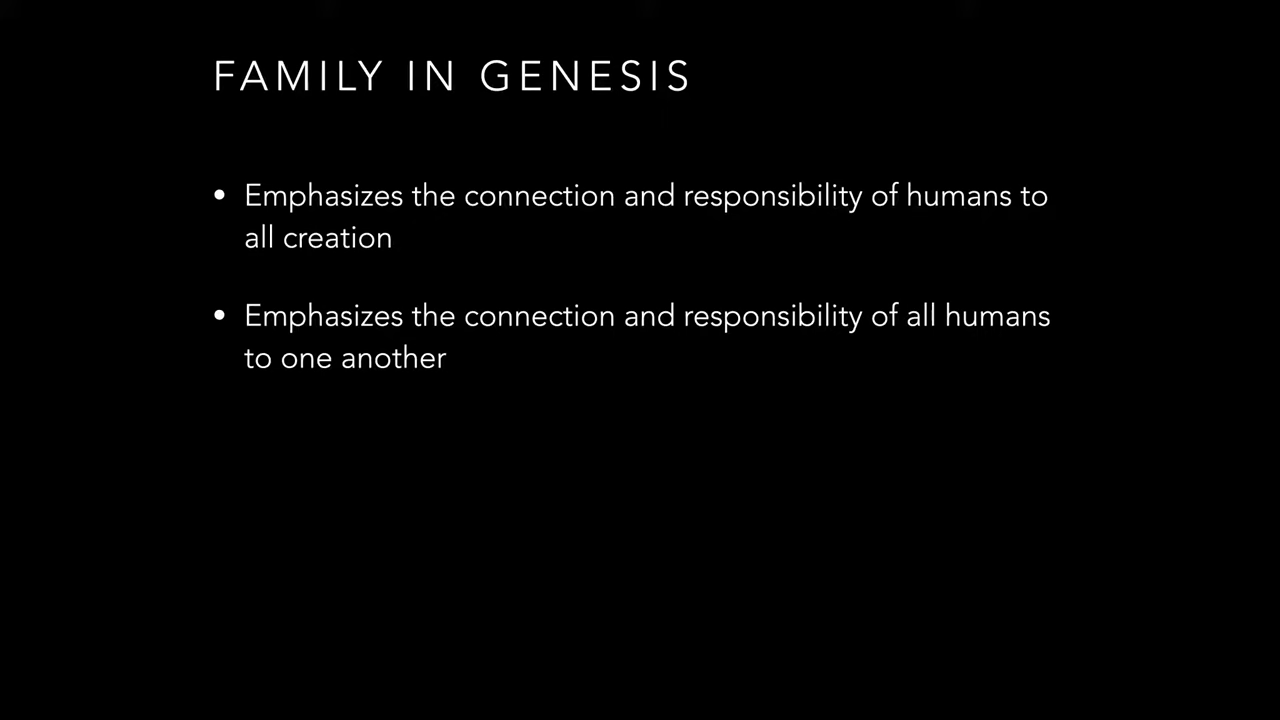 FAMILY IN GENESIS
• Emphasizes the connection and responsibility of humans to
all creation
• Emphasizes the connection and responsibility of all humans
to one another